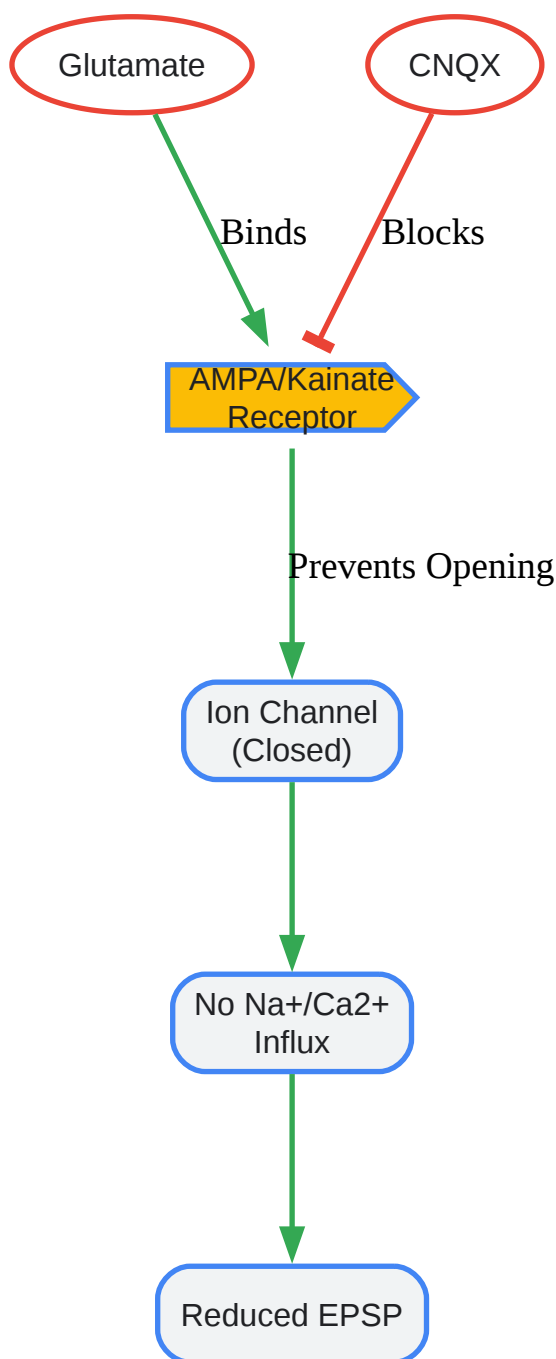 Glutamate
CNQX
Binds
Blocks
AMPA/Kainate
Receptor
Prevents Opening
Ion Channel
(Closed)
No Na+/Ca2+
Influx
Reduced EPSP